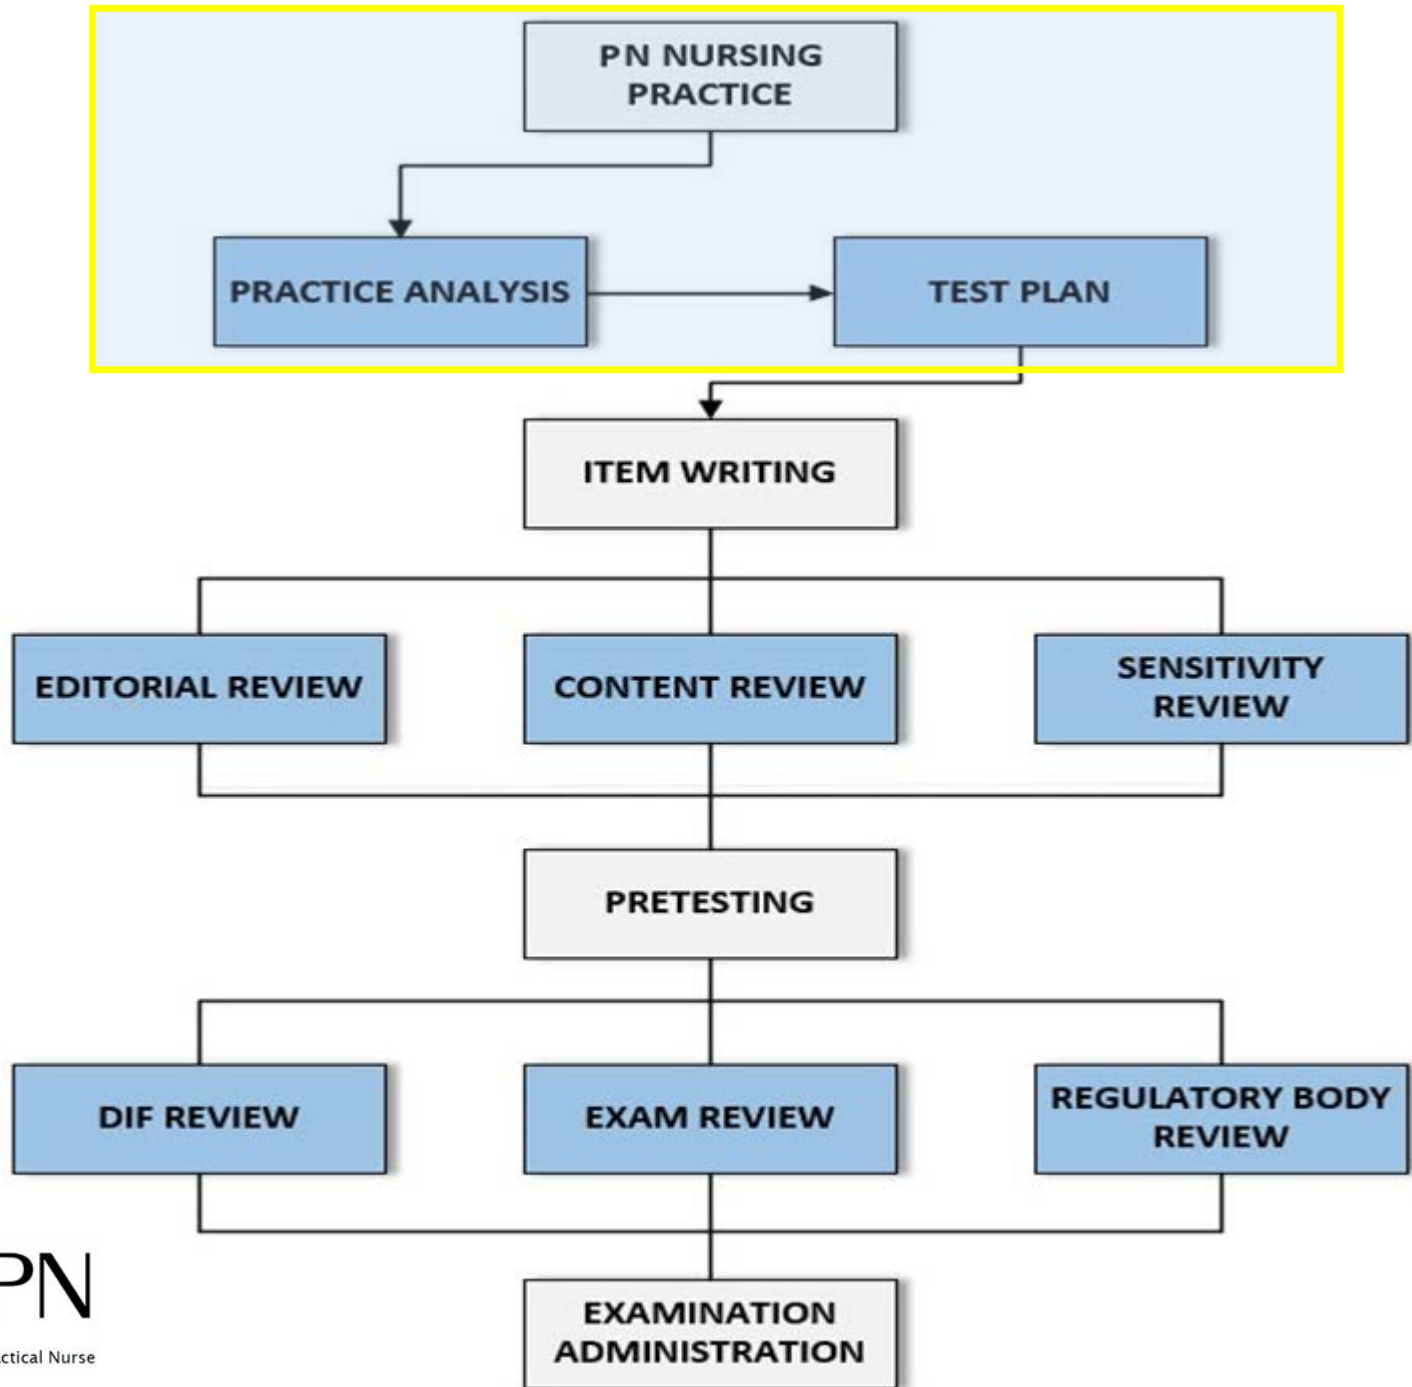 PN NURSING
PRACTICE
PRACTICE ANALYSIS
TEST PLAN
ITEM WRITING
EDITORIAL REVIEW
CONTENT REVIEW
SENSITIVITY
REVIEW
PRETESTING
DIF REVIEW
EXAM REVIEW
REGULATORY BODY
REVIEW
EXAMINATION
ADMINISTRATION
PN
ctical Nurse